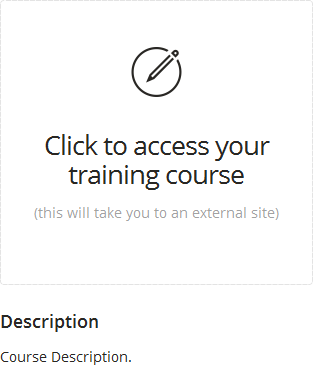 Click to access your
training course
(this will take you to an external site)
Description
Course Description.